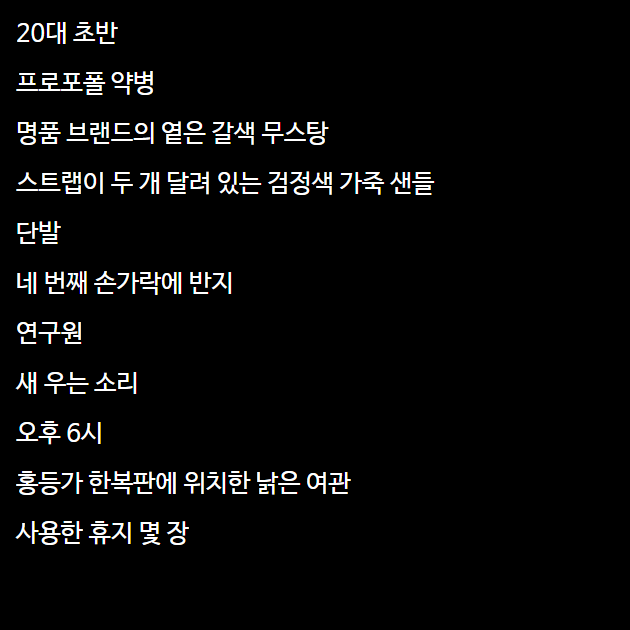 20대 초반
프로포폴 약병
명품 브랜드의 옅은 갈색 무스탕
스트랩이 두 개 달려 있는 검정색 가죽 샌들
단발
네 번째 손가락에 반지
연구원
새 우는 소리
오후 6시
홍등가 한복판에 위치한 낡은 여관
사용한 휴지 몇 장